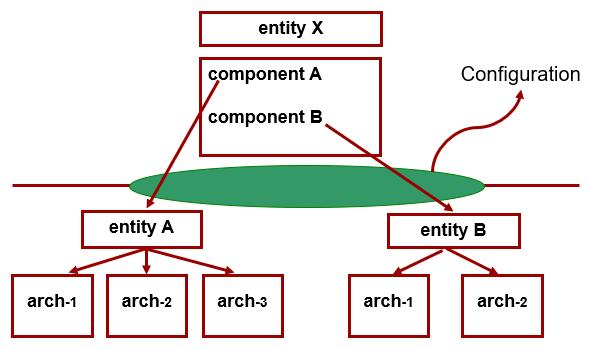 entity X
component A
Configuration
component B
entity A
entity B
arch-1
arch-2
arch-3
arch-1
arch-2